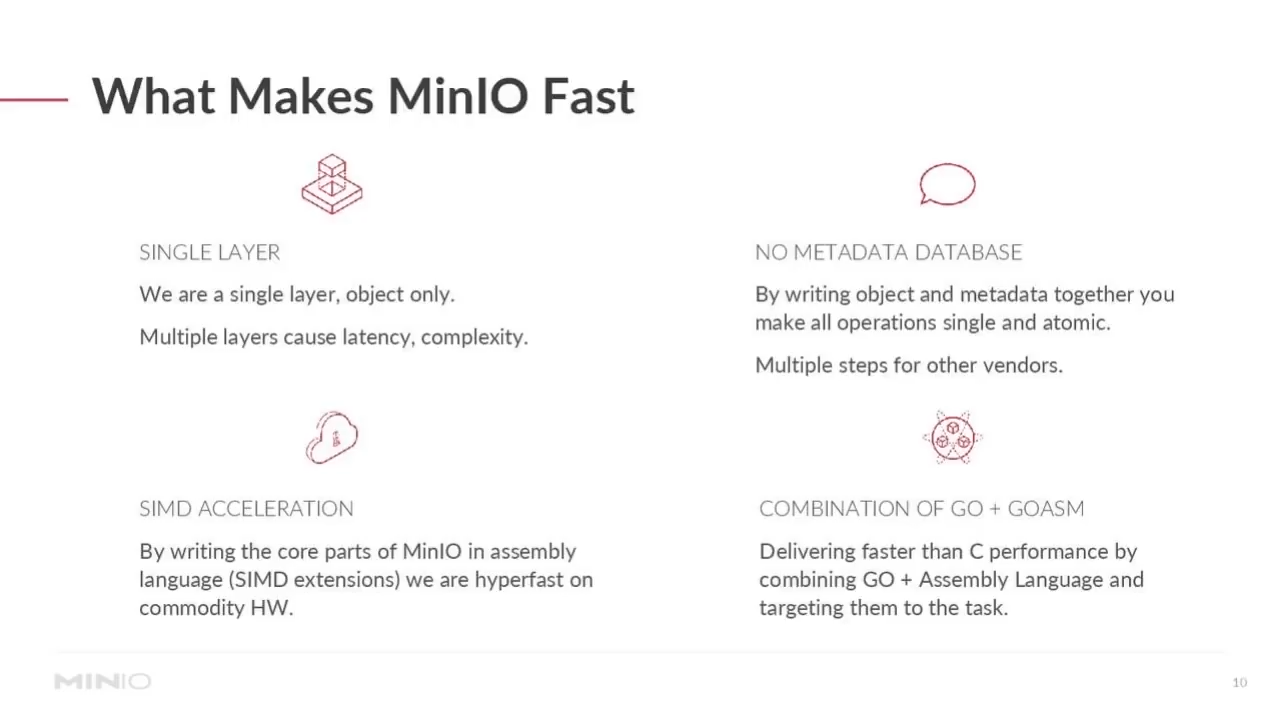 What Makes MinIO Fast
SINGLE LAYER
We are a single layer, object only.
Multiple layers cause latency, complexity.
NO METADATA DATABASE
By writing object and metadata together you
make all operations single and atomic.
Multiple steps for other vendors.
SIMD ACCELERATION
By writing the core parts of MinIO in assembly
language (SIMD extensions) we are hyperfast on
commodity HW.
COMBINATION OF GO + GOASM
Delivering faster than C performance by
combining GO + Assembly Language and
targeting them to the task.
MINIO
10